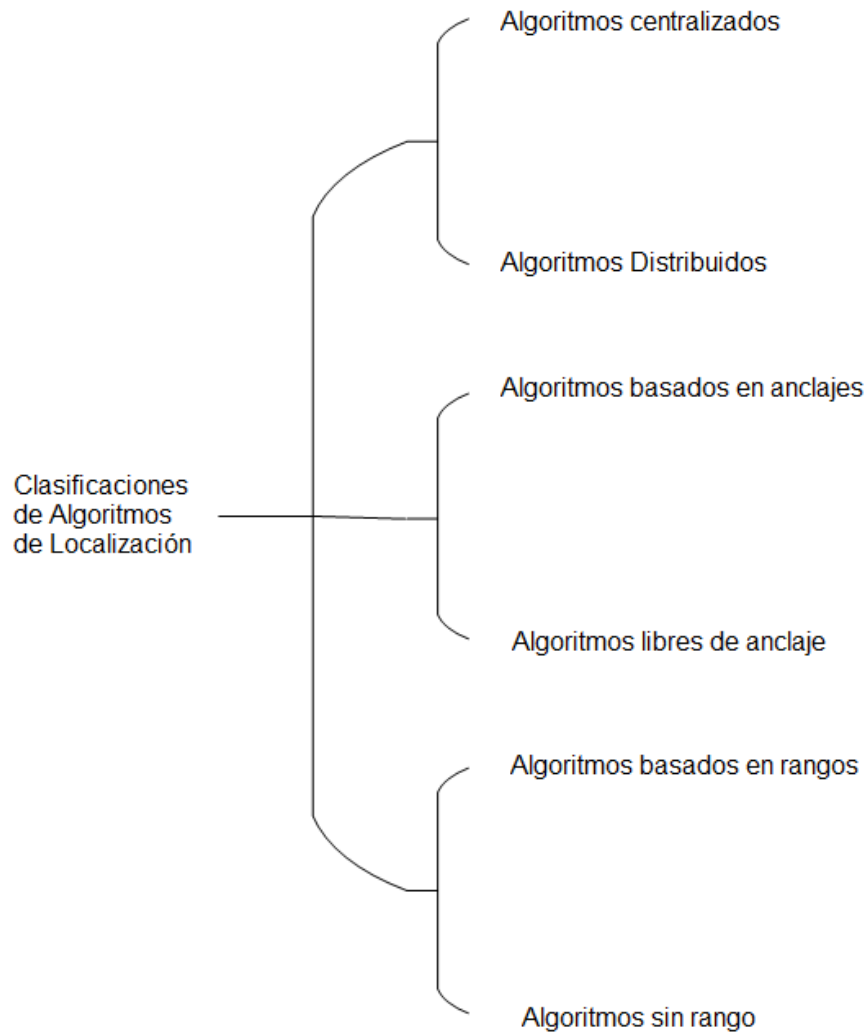 Algoritmos centralizados
Algoritmos Distribuidos
Algoritmos basados en anclajes
Clasificaciones
de Algoritmos
de Localización
Algoritmos libres de anclaje
Algoritmos basados en rangos
Algoritmos sin rango